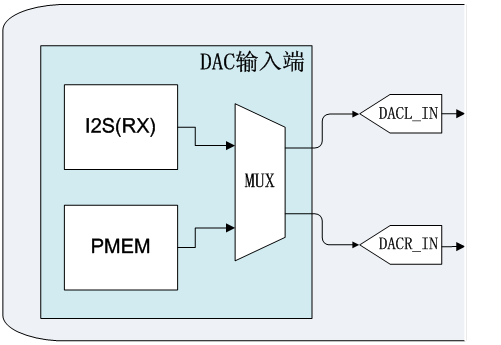 DAC输入端
I2S(RX)
DACL_IN
MUX
PMEM
DACR_IN